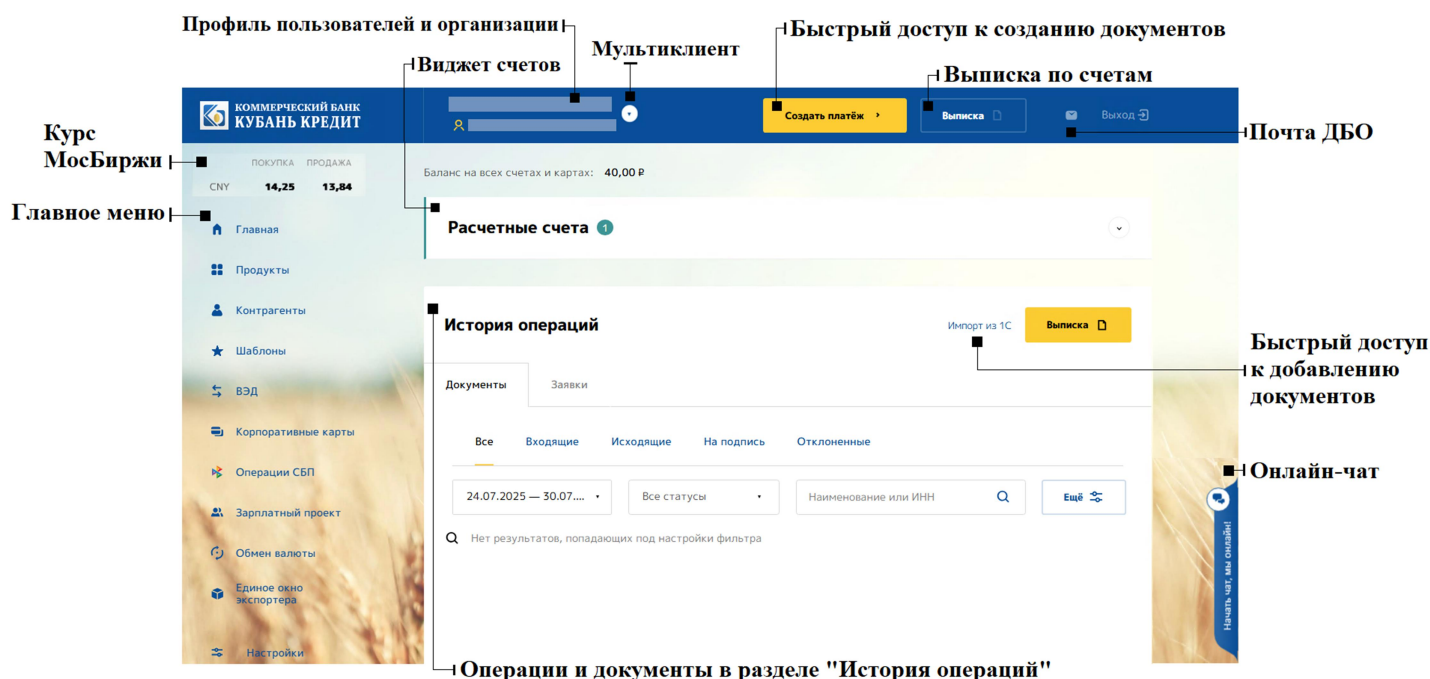 Профиль пользователей и организации
Быстрый доступ к созданию документов
Мультиклиент
Виджет счетов
Выписка по счетам
КОММЕРЧЕСКИЙ БАНК
КУБАНЬ КРЕДИТ
Создать платёж
Выписка
Выход
Курс
МосБиржи
Почта ДБО
ПОКУПКА ПРОДАЖА
CNY 14,25 13,84
Баланс на всех счетах и картах: 40,00 ₽
Главное меню
Расчетные счета 1
Главная
Продукты
Контрагенты
Шаблоны
ВЭД
Корпоративные карты
Операции СБП
Зарплатный проект
Обмен валюты
Единое окно
экспортера
Настройки
История операций
Импорт из 1С
Выписка
Быстрый доступ
к добавлению
документов
Документы
Заявки
Все
Входящие
Исходящие
На подпись
Отклоненные
Онлайн-чат
24.07.2025 — 30.07....
Все статусы
Наименование или ИНН
Ещё
Нет результатов, попадающих под настройки фильтра
Начать чат, мы онлайн!
Операции и документы в разделе "История операций"